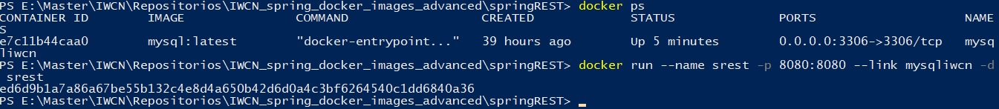 PS E:\Master\IWCN\Repositorios\IWCN_spring_docker_images_advanced\springREST> docker ps
CONTAINER ID        IMAGE               COMMAND                  CREATED             STATUS              PORTS                    NAME
S
e7c11b44caa0        mysql:latest        "docker-entrypoint..."   39 hours ago        Up 5 minutes        0.0.0.0:3306->3306/tcp   mysq
liwcn
PS E:\Master\IWCN\Repositorios\IWCN_spring_docker_images_advanced\springREST> docker run --name srest -p 8080:8080 --link mysqliwcn -d
 srest
ed6d9b1a7a86a67be55b132c4e8d4a650b42d6d0a4c3bf6264540c1dd6840a36
PS E:\Master\IWCN\Repositorios\IWCN_spring_docker_images_advanced\springREST>